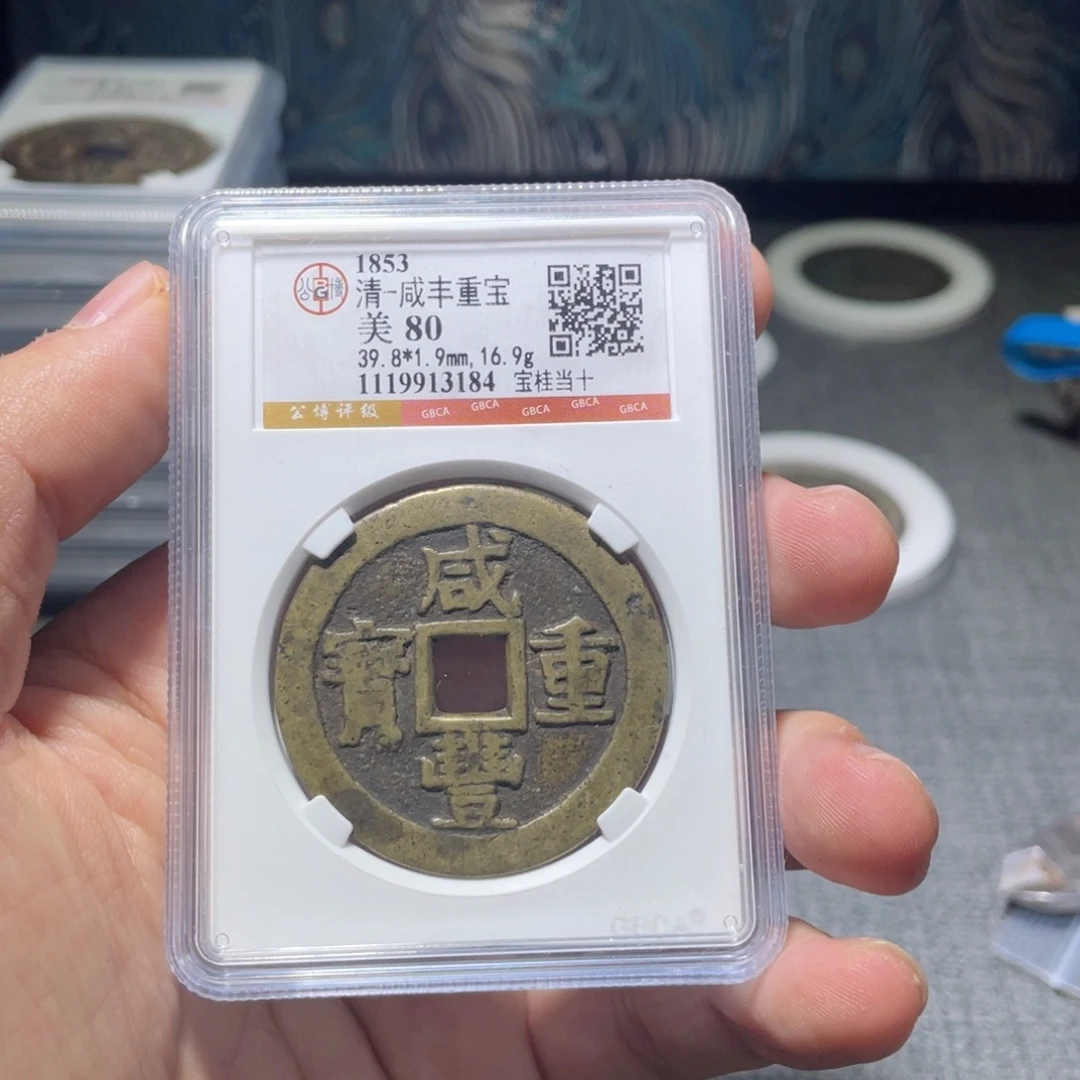 1853
清-咸丰重宝
美 80
39.8*1.9mm,16.9g
1119913184 宝桂当十
公博评级 GBCA GBCA GBCA GBCA GBCA
咸
寶 重
豐
GBCA